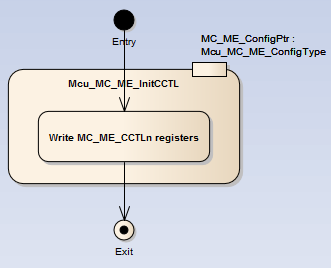 Entry
MC_ME_ConfigPtr :
Mcu_MC_ME_ConfigType
Mcu_MC_ME_InitCCTL
Write MC_ME_CCTLn registers
Exit